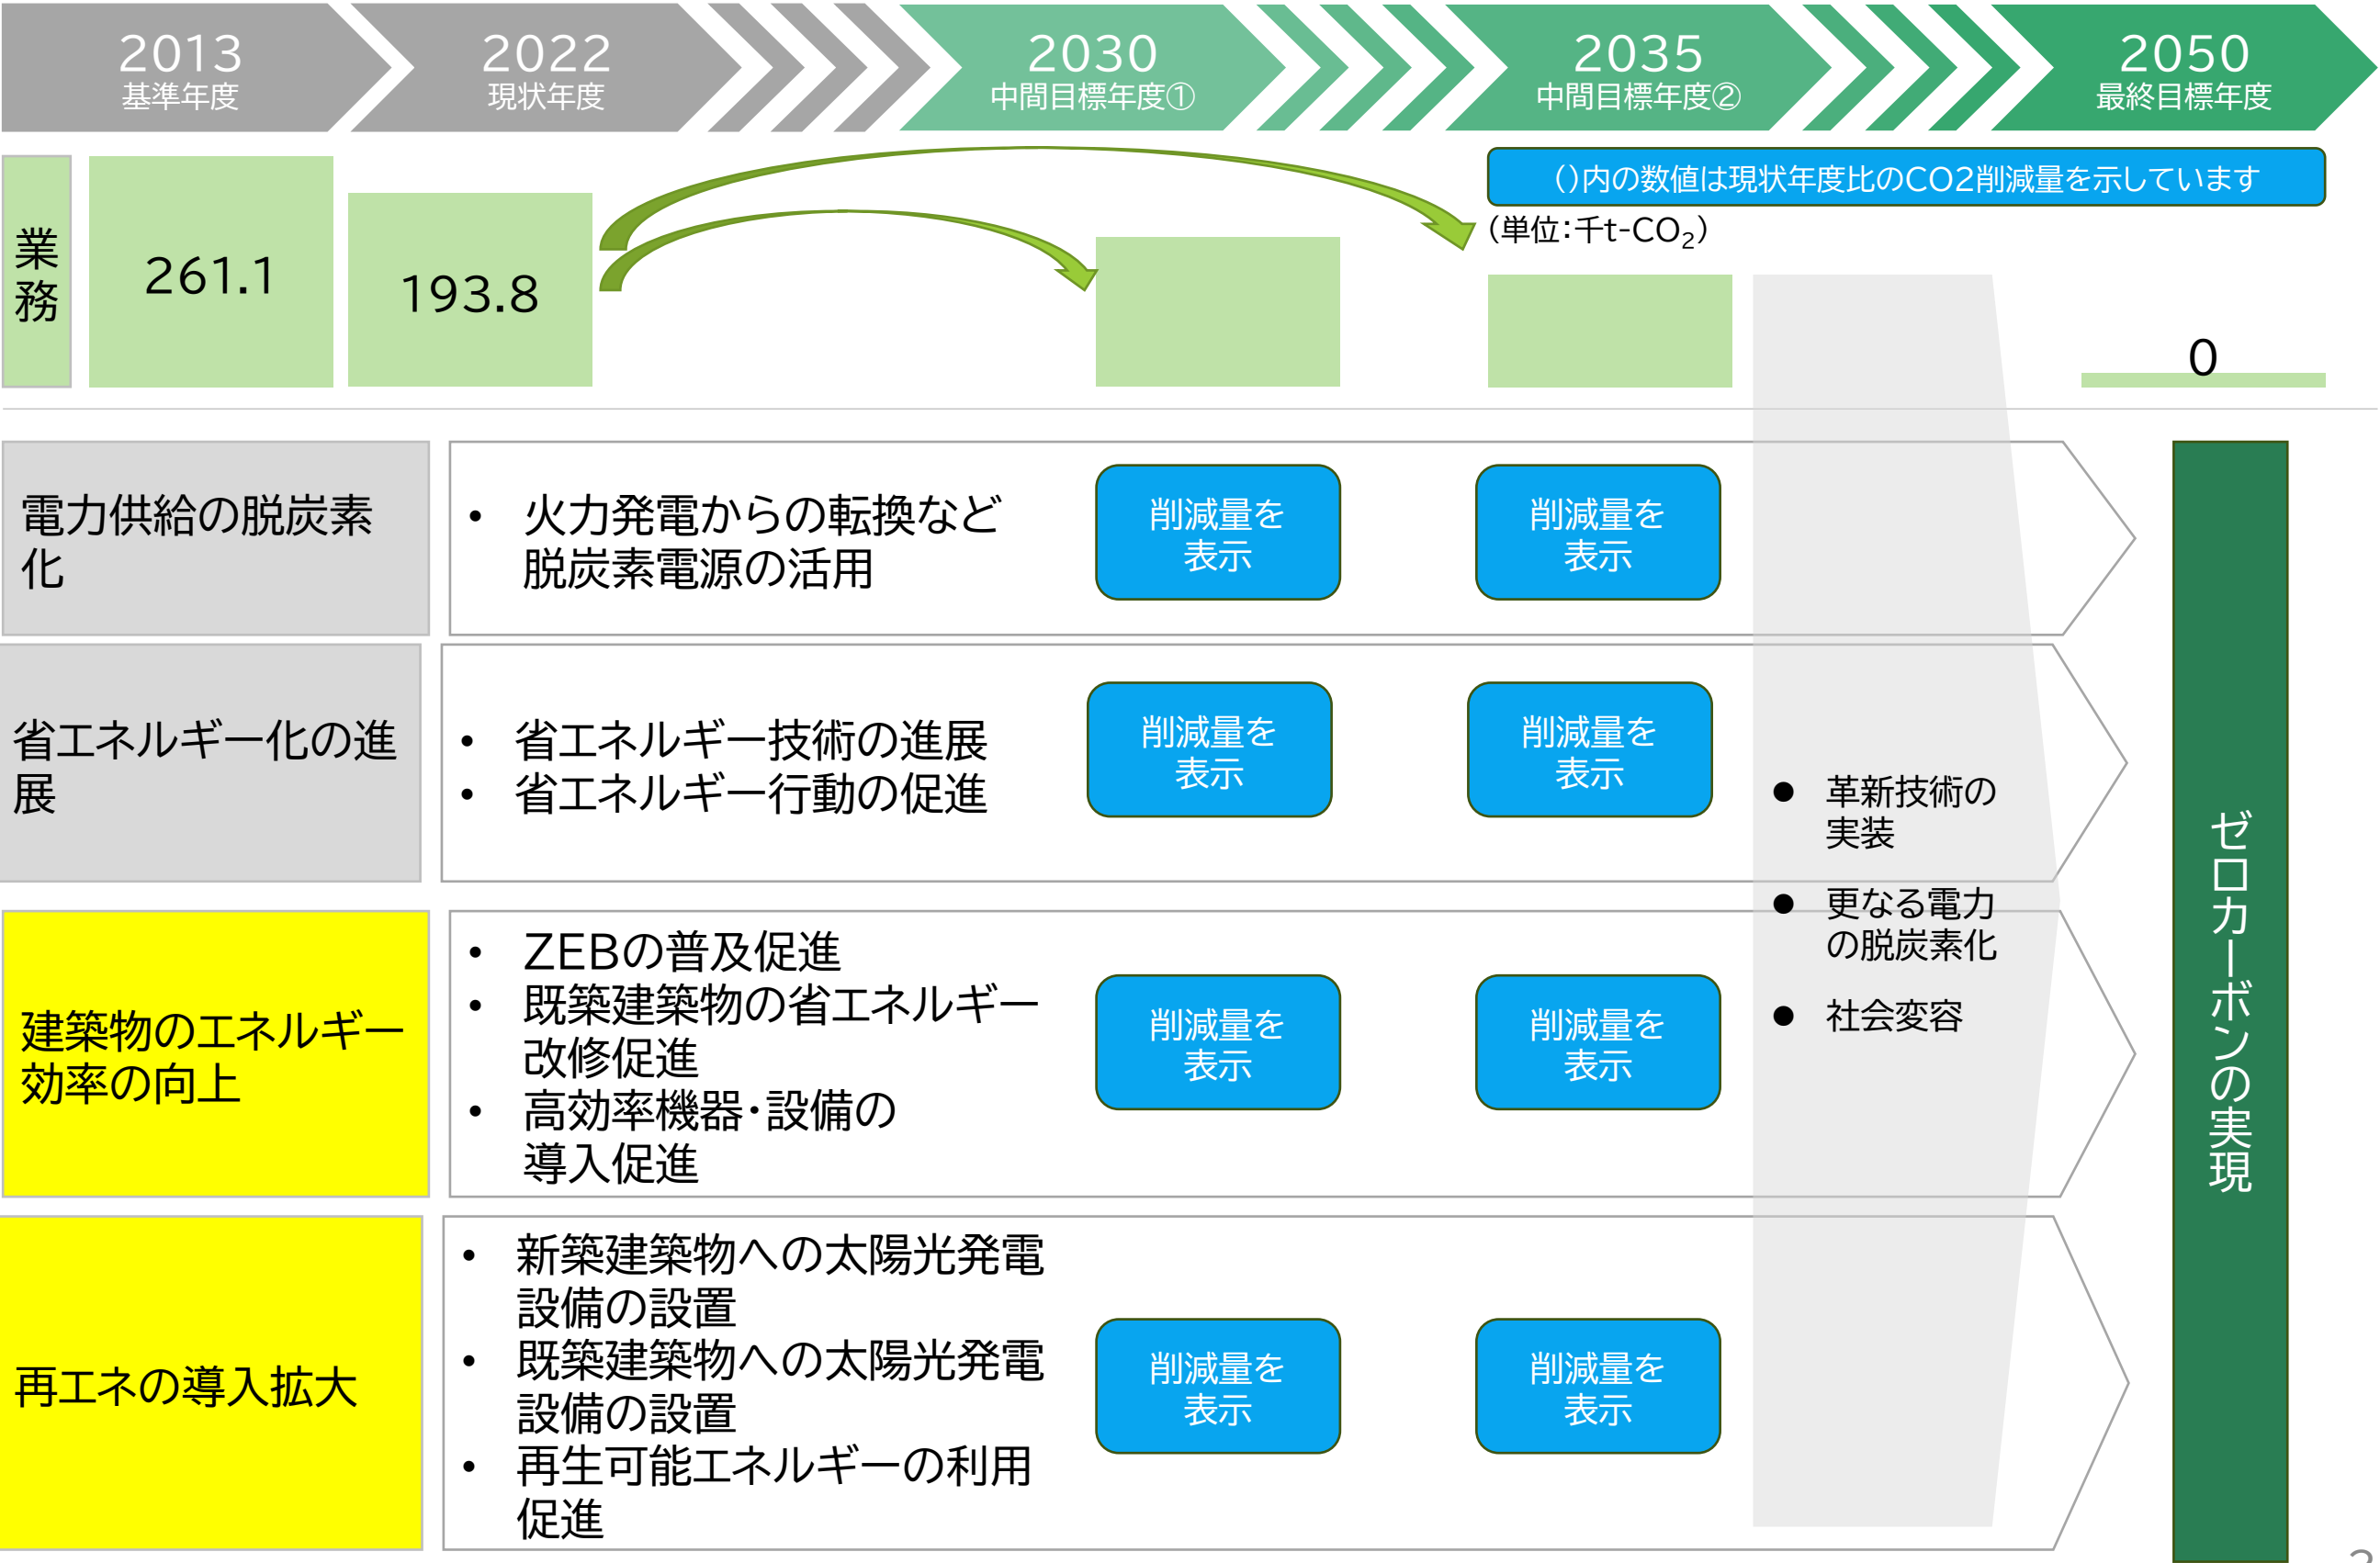 2013
基準年度
2022
現状年度
2030
中間目標年度①
2035
中間目標年度②
2050
最終目標年度
業務
261.1
193.8
()内の数値は現状年度比のCO2削減量を示しています
(単位：千t-CO₂)
0
電力供給の脱炭素
化
• 火力発電からの転換など
脱炭素電源の活用
削減量を
表示
削減量を
表示
省エネルギー化の進
展
• 省エネルギー技術の進展
• 省エネルギー行動の促進
削減量を
表示
削減量を
表示
建築物のエネルギー
効率の向上
• ZEBの普及促進
• 既築建築物の省エネルギー
改修促進
• 高効率機器・設備の
導入促進
削減量を
表示
削減量を
表示
再エネの導入拡大
• 新築建築物への太陽光発電
設備の設置
• 既築建築物への太陽光発電
設備の設置
• 再生可能エネルギーの利用
促進
削減量を
表示
削減量を
表示
● 革新技術の
実装
● 更なる電力
の脱炭素化
● 社会変容
ゼロカーボンの実現